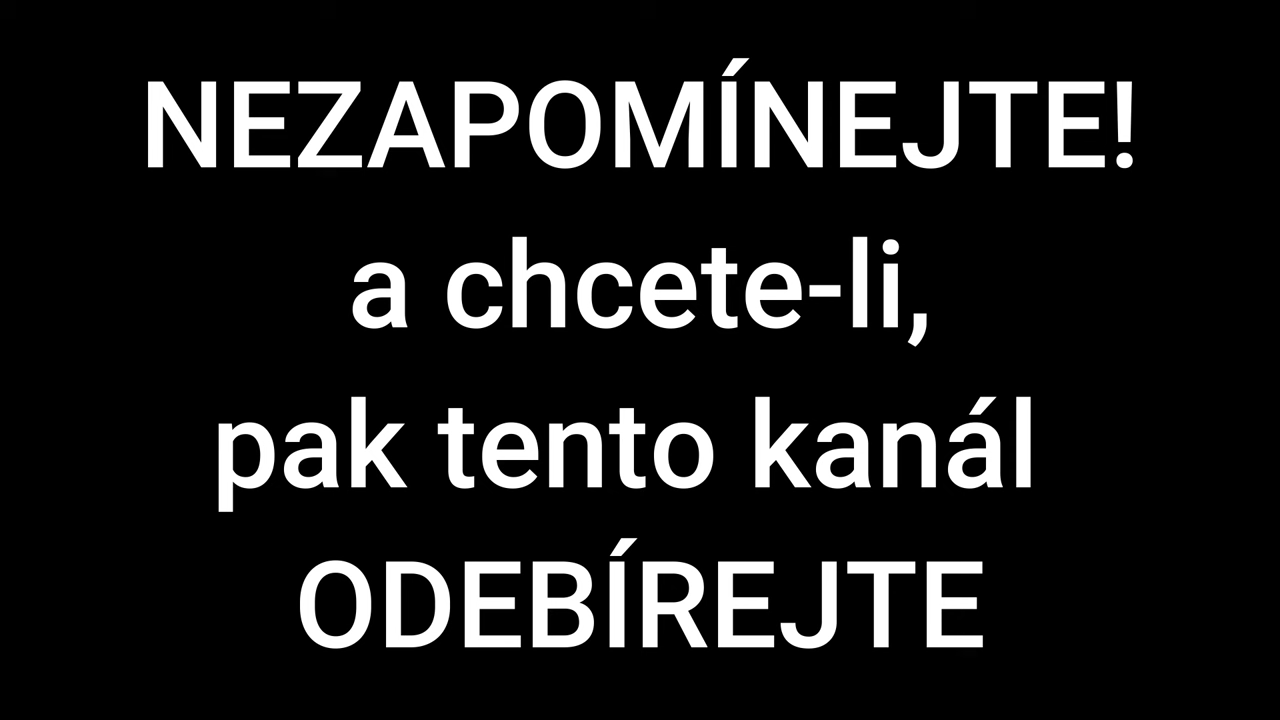 NEZAPOMÍNEJTE!
a chcete-li,
pak tento kanál
ODEBÍREJTE